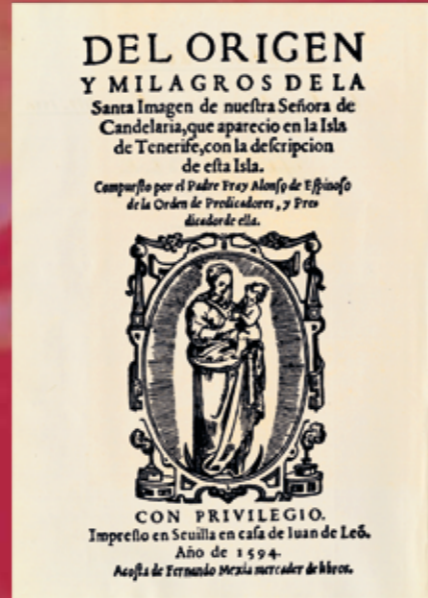 DEL ORIGEN
Y MILAGROS DE LA
Santa Imagen de nueſtra Señora de
Candelaria, que aparecio en la Isla
de Tenerife, con la deſcripcion
de eſta Isla.
Compueſto por el Padre Fray Alonſo de Eſpinoſa
de la Orden de Predicadores, y Pre⸗
dicador de ella.
CON PRIVILEGIO.
Impreſſo en Seuilla en caſa de Iuan de Leõ.
Año de 1594.
Acoſta de Fernando Mexia mercader de libros.